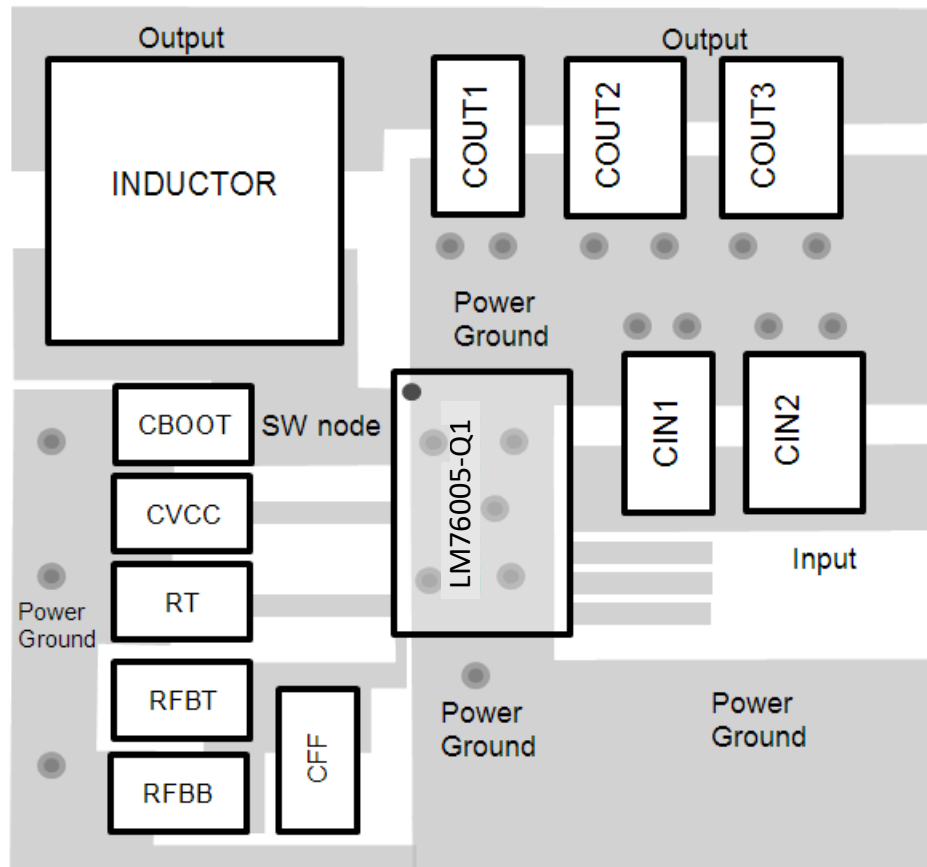 Output
Output
INDUCTOR
COUT1
COUT2
COUT3
Power
Ground
CBOOT
SW node
LM76005-Q1
CIN1
CIN2
CVCC
Input
RT
Power
Ground
RFBT
CFF
Power
Ground
Power
Ground
RFBB